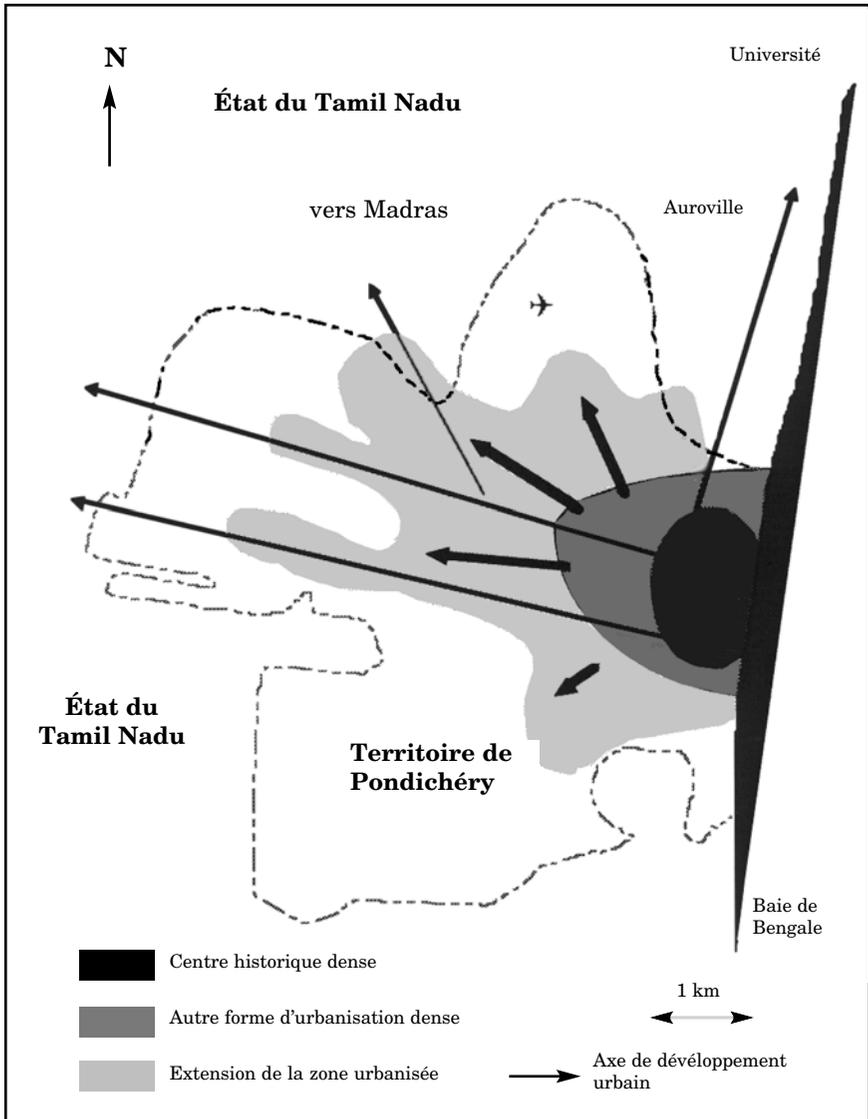 Université
N
État du Tamil Nadu
vers Madras
Auroville
État du
Tamil Nadu
Territoire de
Pondichéry
Baie de
Bengale
Centre historique dense
1 km
Autre forme d'urbanisation dense
Extension de la zone urbanisée
Axe de dévéloppement
urbain